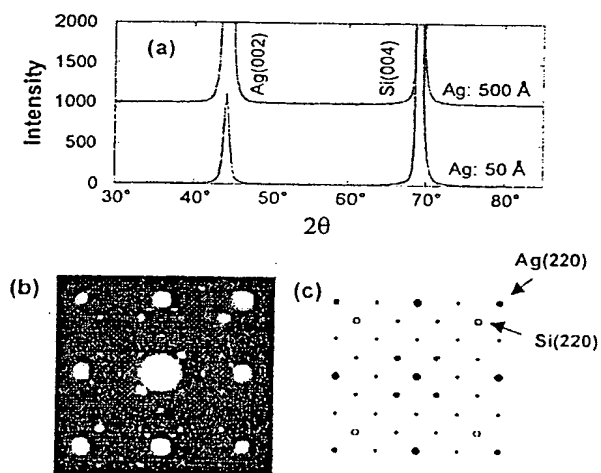 2000
(a)
1500
1000
500
0
Intensity
Ag(002)
Si(004)
Ag: 500 Å
Ag: 50 Å
30° 40° 50° 60° 70° 80°
2θ
(b)
(c)
Ag(220)
Si(220)